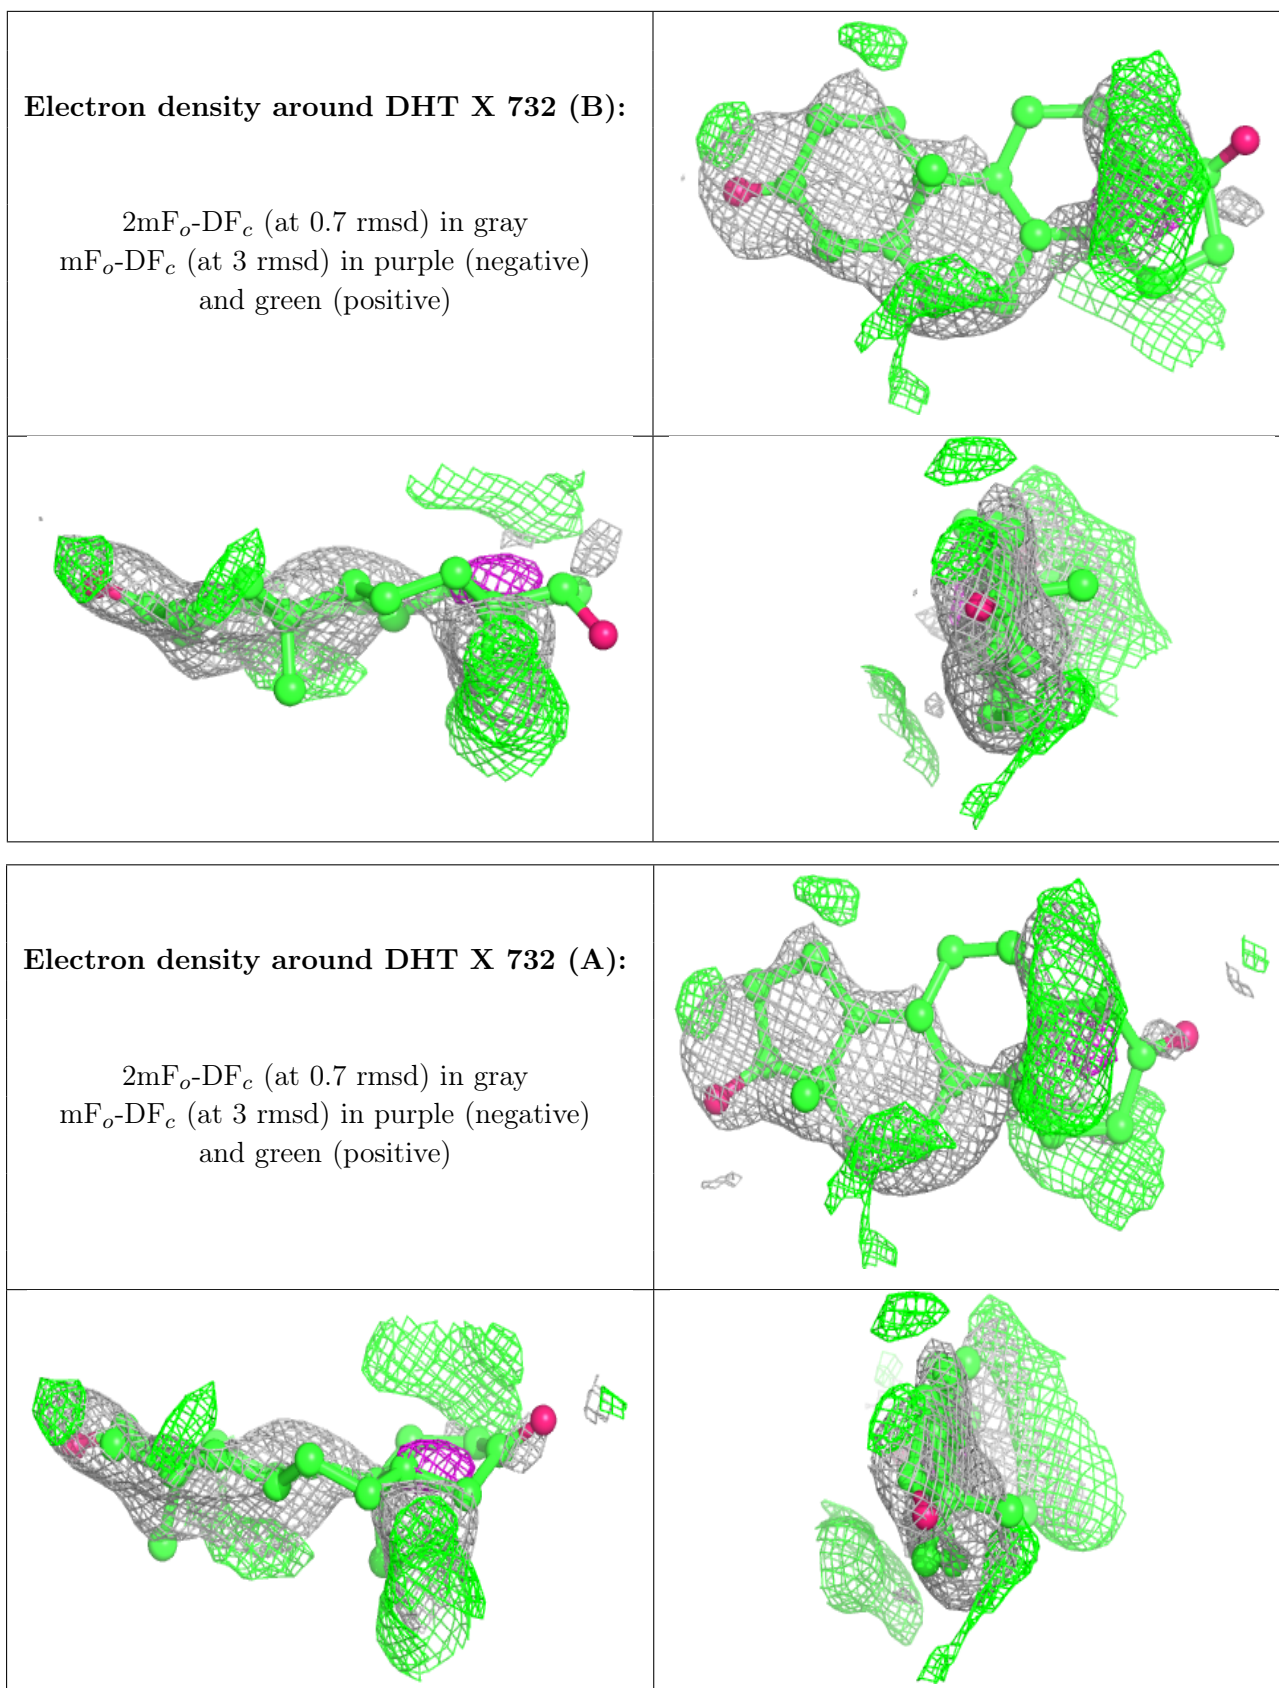 Electron density around DHT X 732 (B):
2mFₒ-DF𝒸 (at 0.7 rmsd) in gray
mFₒ-DF𝒸 (at 3 rmsd) in purple (negative)
and green (positive)
Electron density around DHT X 732 (A):
2mFₒ-DF𝒸 (at 0.7 rmsd) in gray
mFₒ-DF𝒸 (at 3 rmsd) in purple (negative)
and green (positive)